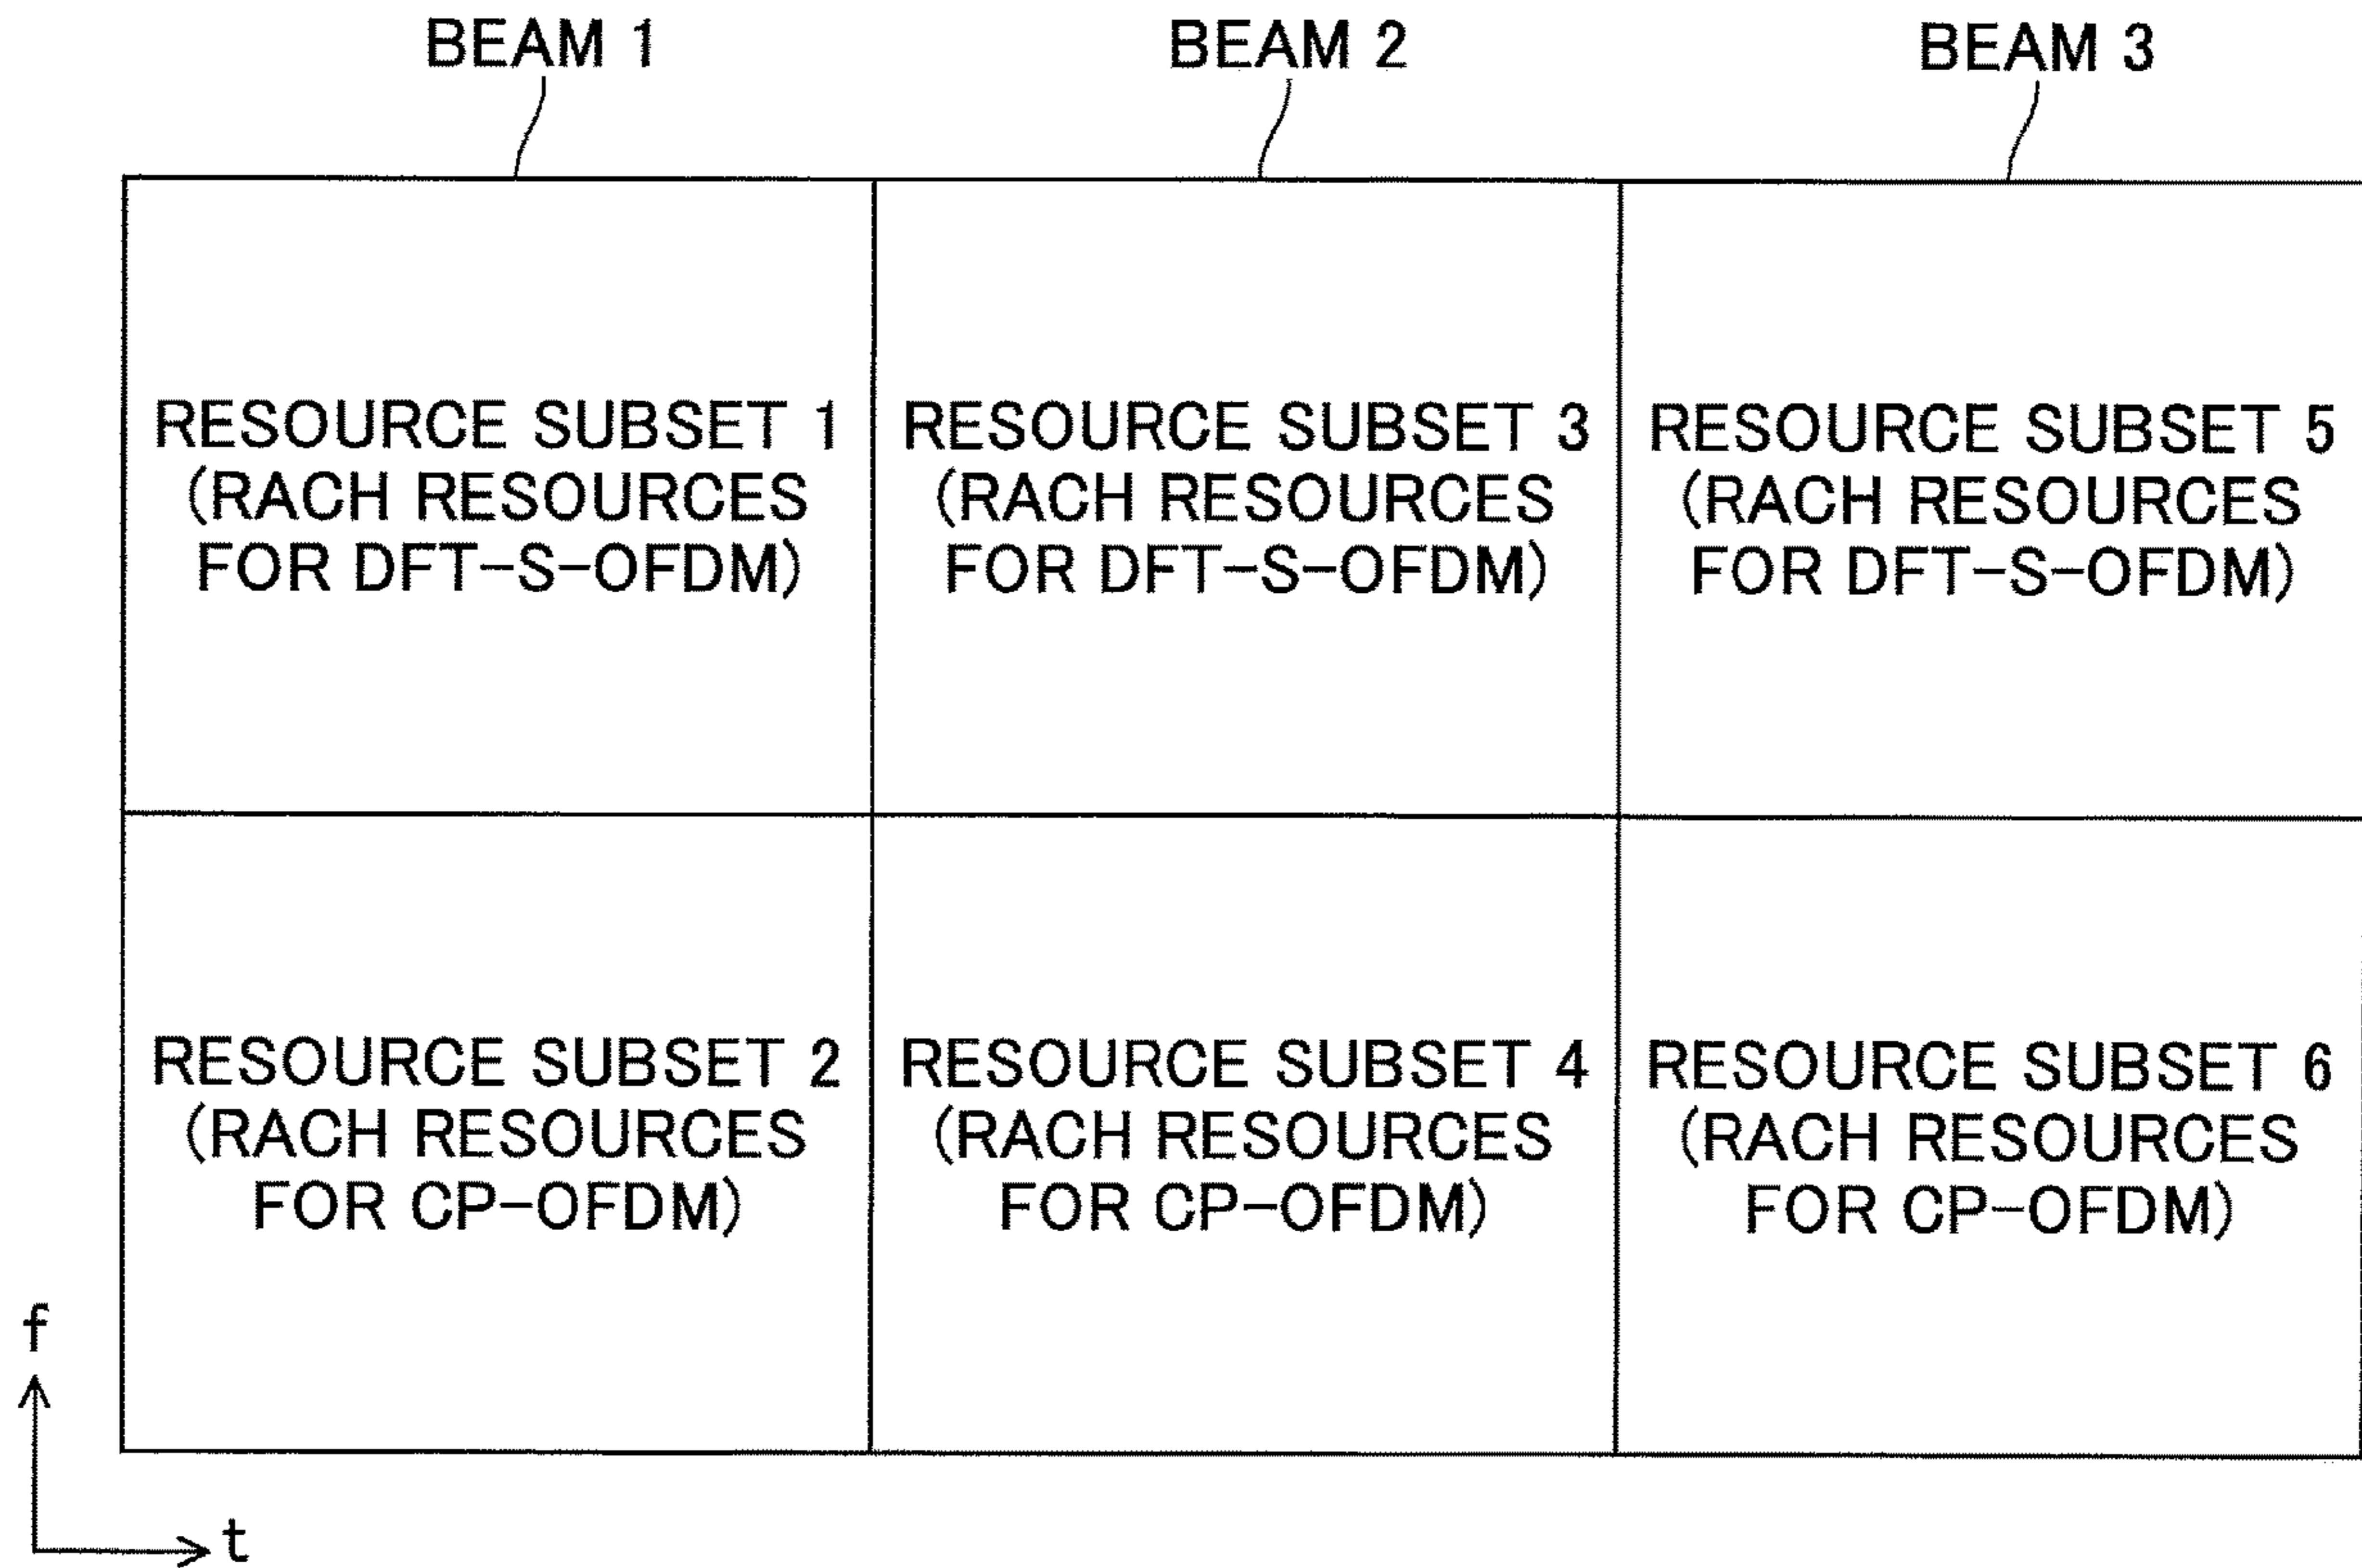 BEAM 1
BEAM 2
BEAM 3
RESOURCE SUBSET 1
(RACH RESOURCES
FOR DFT-S-OFDM)
RESOURCE SUBSET 3
(RACH RESOURCES
FOR DFT-S-OFDM)
RESOURCE SUBSET 5
(RACH RESOURCES
FOR DFT-S-OFDM)
RESOURCE SUBSET 2
(RACH RESOURCES
FOR CP-OFDM)
RESOURCE SUBSET 4
(RACH RESOURCES
FOR CP-OFDM)
RESOURCE SUBSET 6
(RACH RESOURCES
FOR CP-OFDM)
f
t